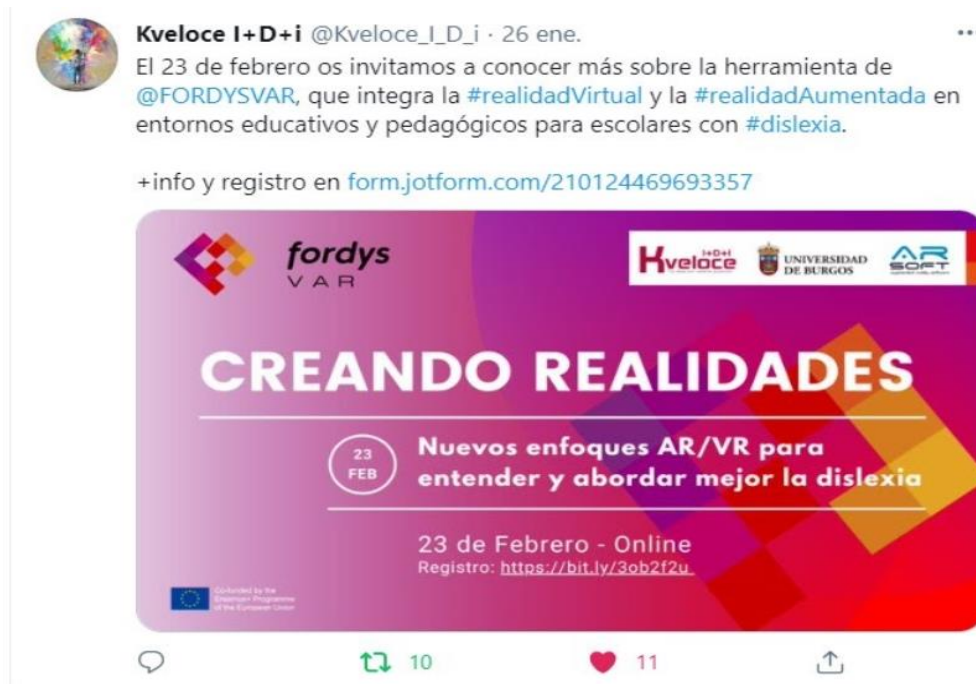 Kveloce I+D+i @Kveloce_I_D_i · 26 ene.
El 23 de febrero os invitamos a conocer más sobre la herramienta de
@FORDYSVAR, que integra la #realidadVirtual y la #realidadAumentada en
entornos educativos y pedagógicos para escolares con #dislexia.
+info y registro en form.jotform.com/210124469693357
fordys
VAR
Kveloce I+D+i
UNIVERSIDAD
DE BURGOS
AR
SOFT
CREANDO REALIDADES
23
FEB
Nuevos enfoques AR/VR para
entender y abordar mejor la dislexia
23 de Febrero - Online
Registro: https://bit.ly/3ob2f2u
Co-funded by the
Erasmus+ Programme
of the European Union
10
11